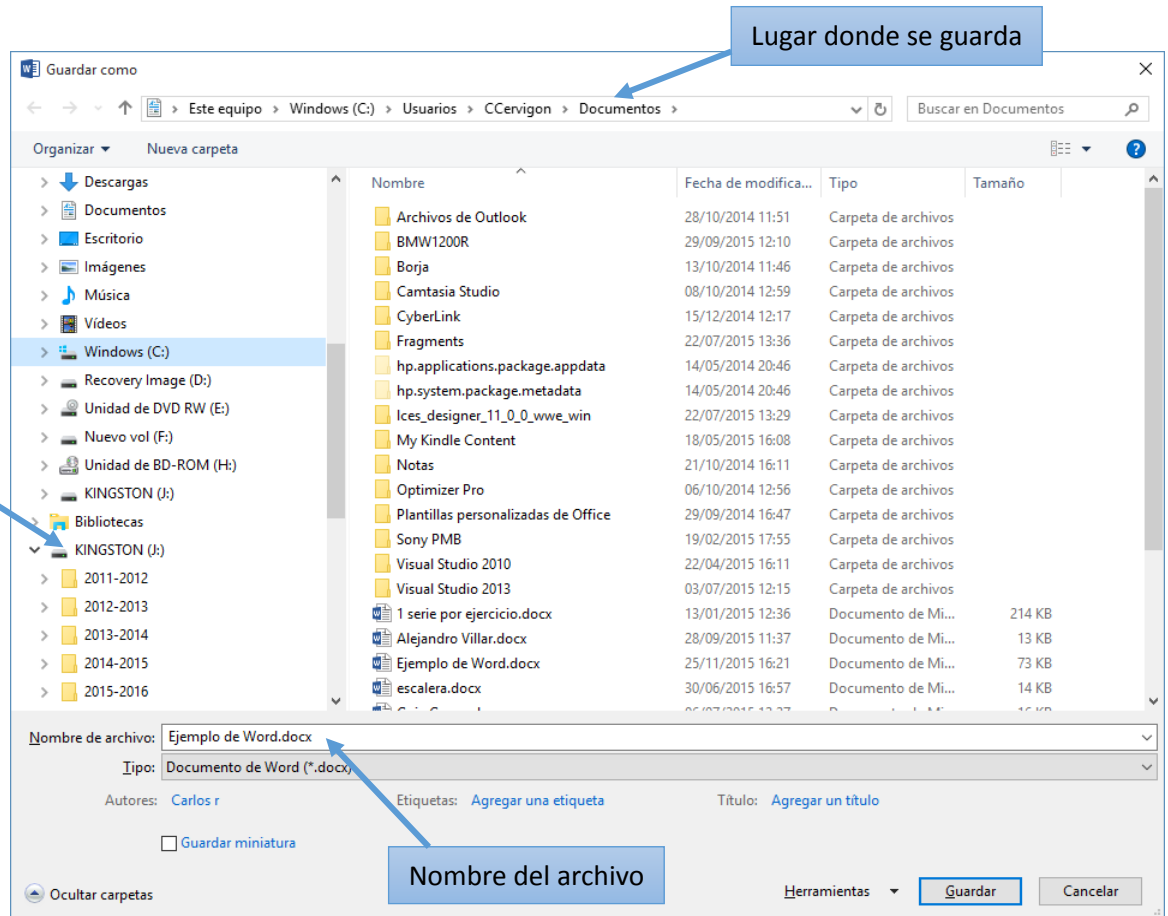 Lugar donde se guarda
Guardar como
Este equipo > Windows (C:) > Usuarios > CCervigon > Documentos >
Buscar en Documentos
Organizar
Nueva carpeta
Descargas
Documentos
Escritorio
Imágenes
Música
Vídeos
Windows (C:)
Recovery Image (D:)
Unidad de DVD RW (E:)
Nuevo vol (F:)
Unidad de BD-ROM (H:)
KINGSTON (J:)
Bibliotecas
KINGSTON (J:)
2011-2012
2012-2013
2013-2014
2014-2015
2015-2016
Nombre Fecha de modifica... Tipo Tamaño
Archivos de Outlook 28/10/2014 11:51 Carpeta de archivos
BMW1200R 29/09/2015 12:10 Carpeta de archivos
Borja 13/10/2014 11:46 Carpeta de archivos
Camtasia Studio 08/10/2014 12:59 Carpeta de archivos
CyberLink 15/12/2014 12:17 Carpeta de archivos
Fragments 22/07/2015 13:36 Carpeta de archivos
hp.applications.package.appdata 14/05/2014 20:46 Carpeta de archivos
hp.system.package.metadata 14/05/2014 20:46 Carpeta de archivos
Ices_designer_11_0_0_wwe_win 22/07/2015 13:29 Carpeta de archivos
My Kindle Content 18/05/2015 16:08 Carpeta de archivos
Notas 21/10/2014 16:11 Carpeta de archivos
Optimizer Pro 06/10/2014 12:56 Carpeta de archivos
Plantillas personalizadas de Office 29/09/2014 16:47 Carpeta de archivos
Sony PMB 19/02/2015 17:55 Carpeta de archivos
Visual Studio 2010 22/04/2015 16:11 Carpeta de archivos
Visual Studio 2013 03/07/2015 12:15 Carpeta de archivos
1 serie por ejercicio.docx 13/01/2015 12:36 Documento de Mi... 214 KB
Alejandro Villar.docx 28/09/2015 11:37 Documento de Mi... 13 KB
Ejemplo de Word.docx 25/11/2015 16:21 Documento de Mi... 73 KB
escalera.docx 30/06/2015 16:57 Documento de Mi... 14 KB
Nombre de archivo: Ejemplo de Word.docx
Tipo: Documento de Word (*.docx)
Autores: Carlos r Etiquetas: Agregar una etiqueta Título: Agregar un título
Guardar miniatura
Nombre del archivo
Ocultar carpetas
Herramientas Guardar Cancelar